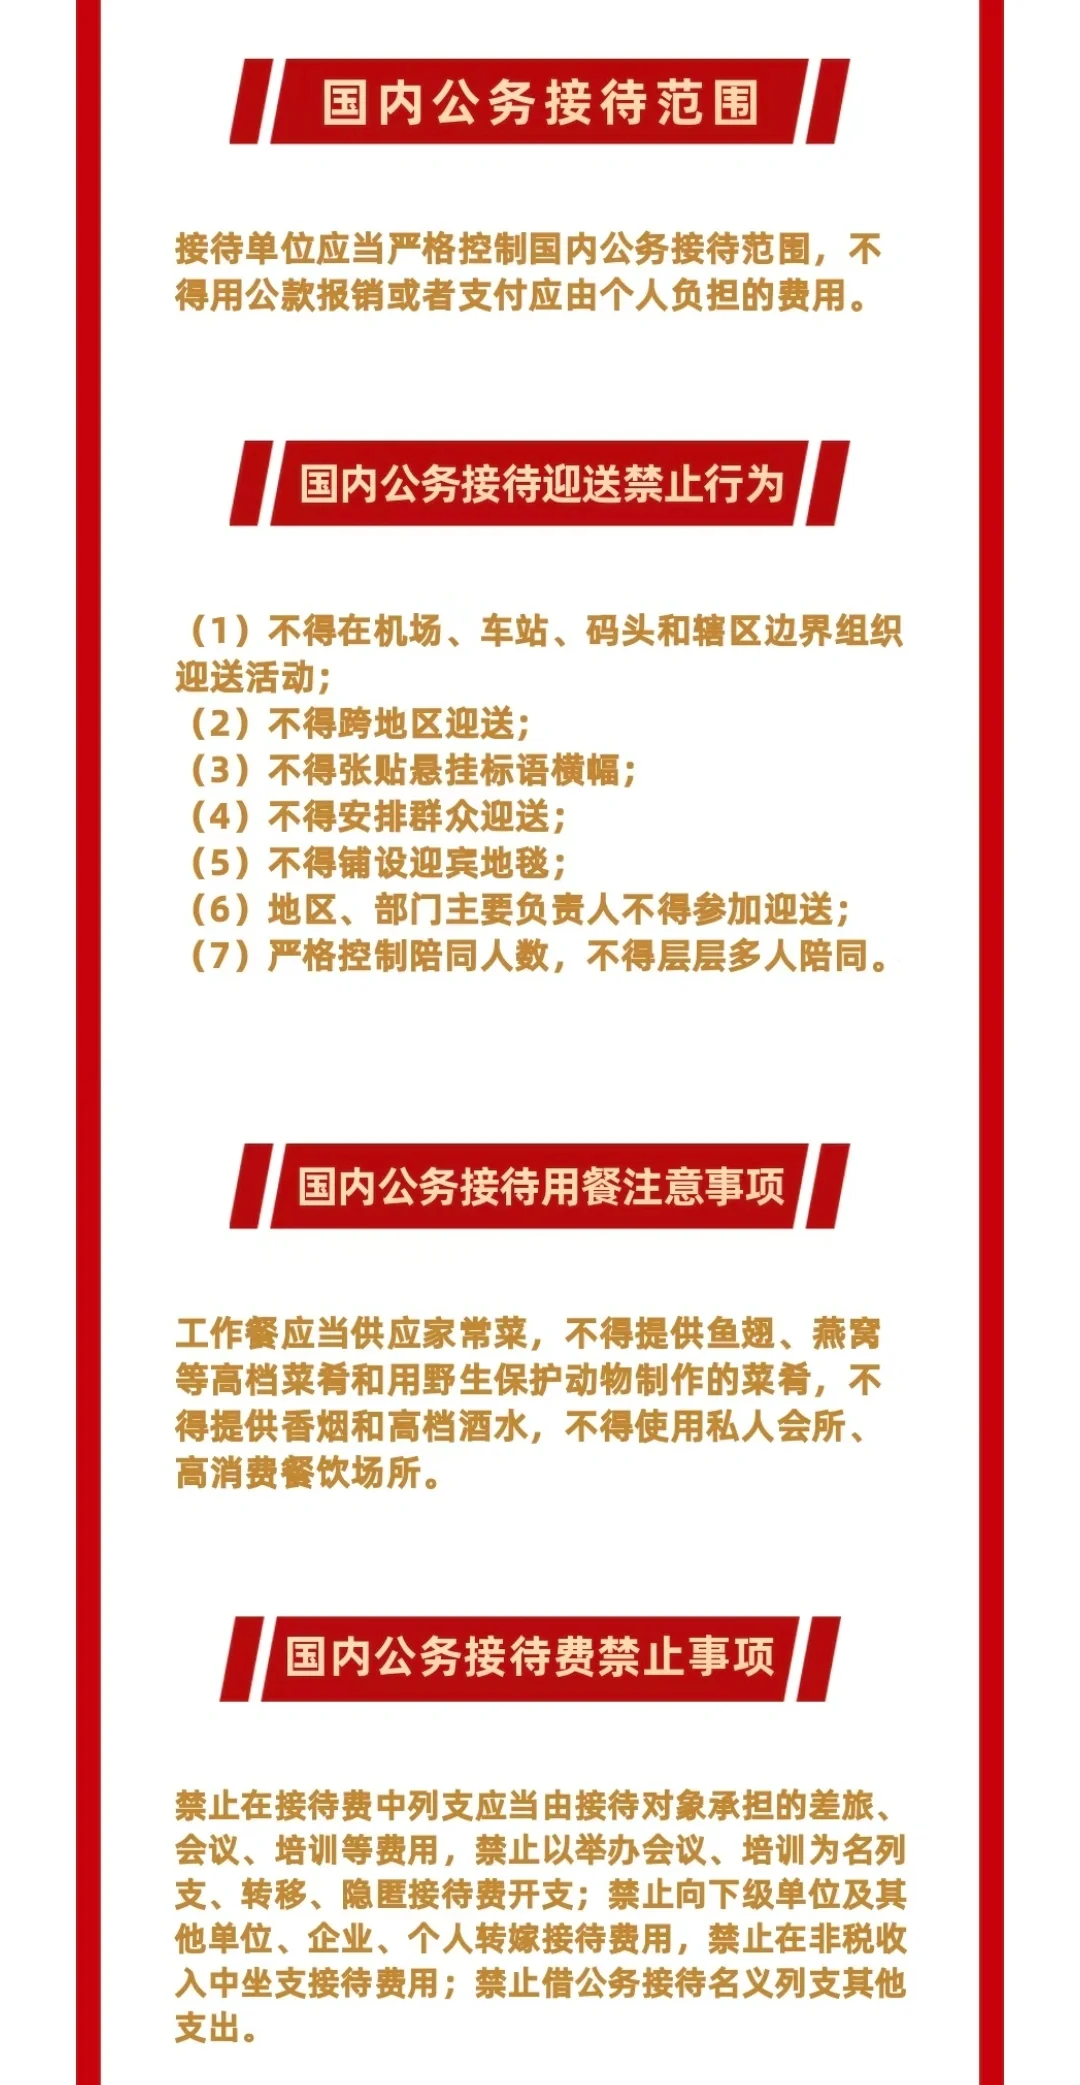 国内公务接待范围
接待单位应当严格控制国内公务接待范围，不
得用公款报销或者支付应由个人负担的费用。
国内公务接待迎送禁止行为
（1）不得在机场、车站、码头和辖区边界组织
迎送活动；
（2）不得跨地区迎送；
（3）不得张贴悬挂标语横幅；
（4）不得安排群众迎送；
（5）不得铺设迎宾地毯；
（6）地区、部门主要负责人不得参加迎送；
（7）严格控制陪同人数，不得层层多人陪同。
国内公务接待用餐注意事项
工作餐应当供应家常菜，不得提供鱼翅、燕窝
等高档菜肴和用野生保护动物制作的菜肴，不
得提供香烟和高档酒水，不得使用私人会所、
高消费餐饮场所。
国内公务接待费禁止事项
禁止在接待费中列支应当由接待对象承担的差旅、
会议、培训等费用，禁止以举办会议、培训为名列
支、转移、隐匿接待费开支；禁止向下级单位及其
他单位、企业、个人转嫁接待费用，禁止在非税收
入中坐支接待费用；禁止借公务接待名义列支其他
支出。